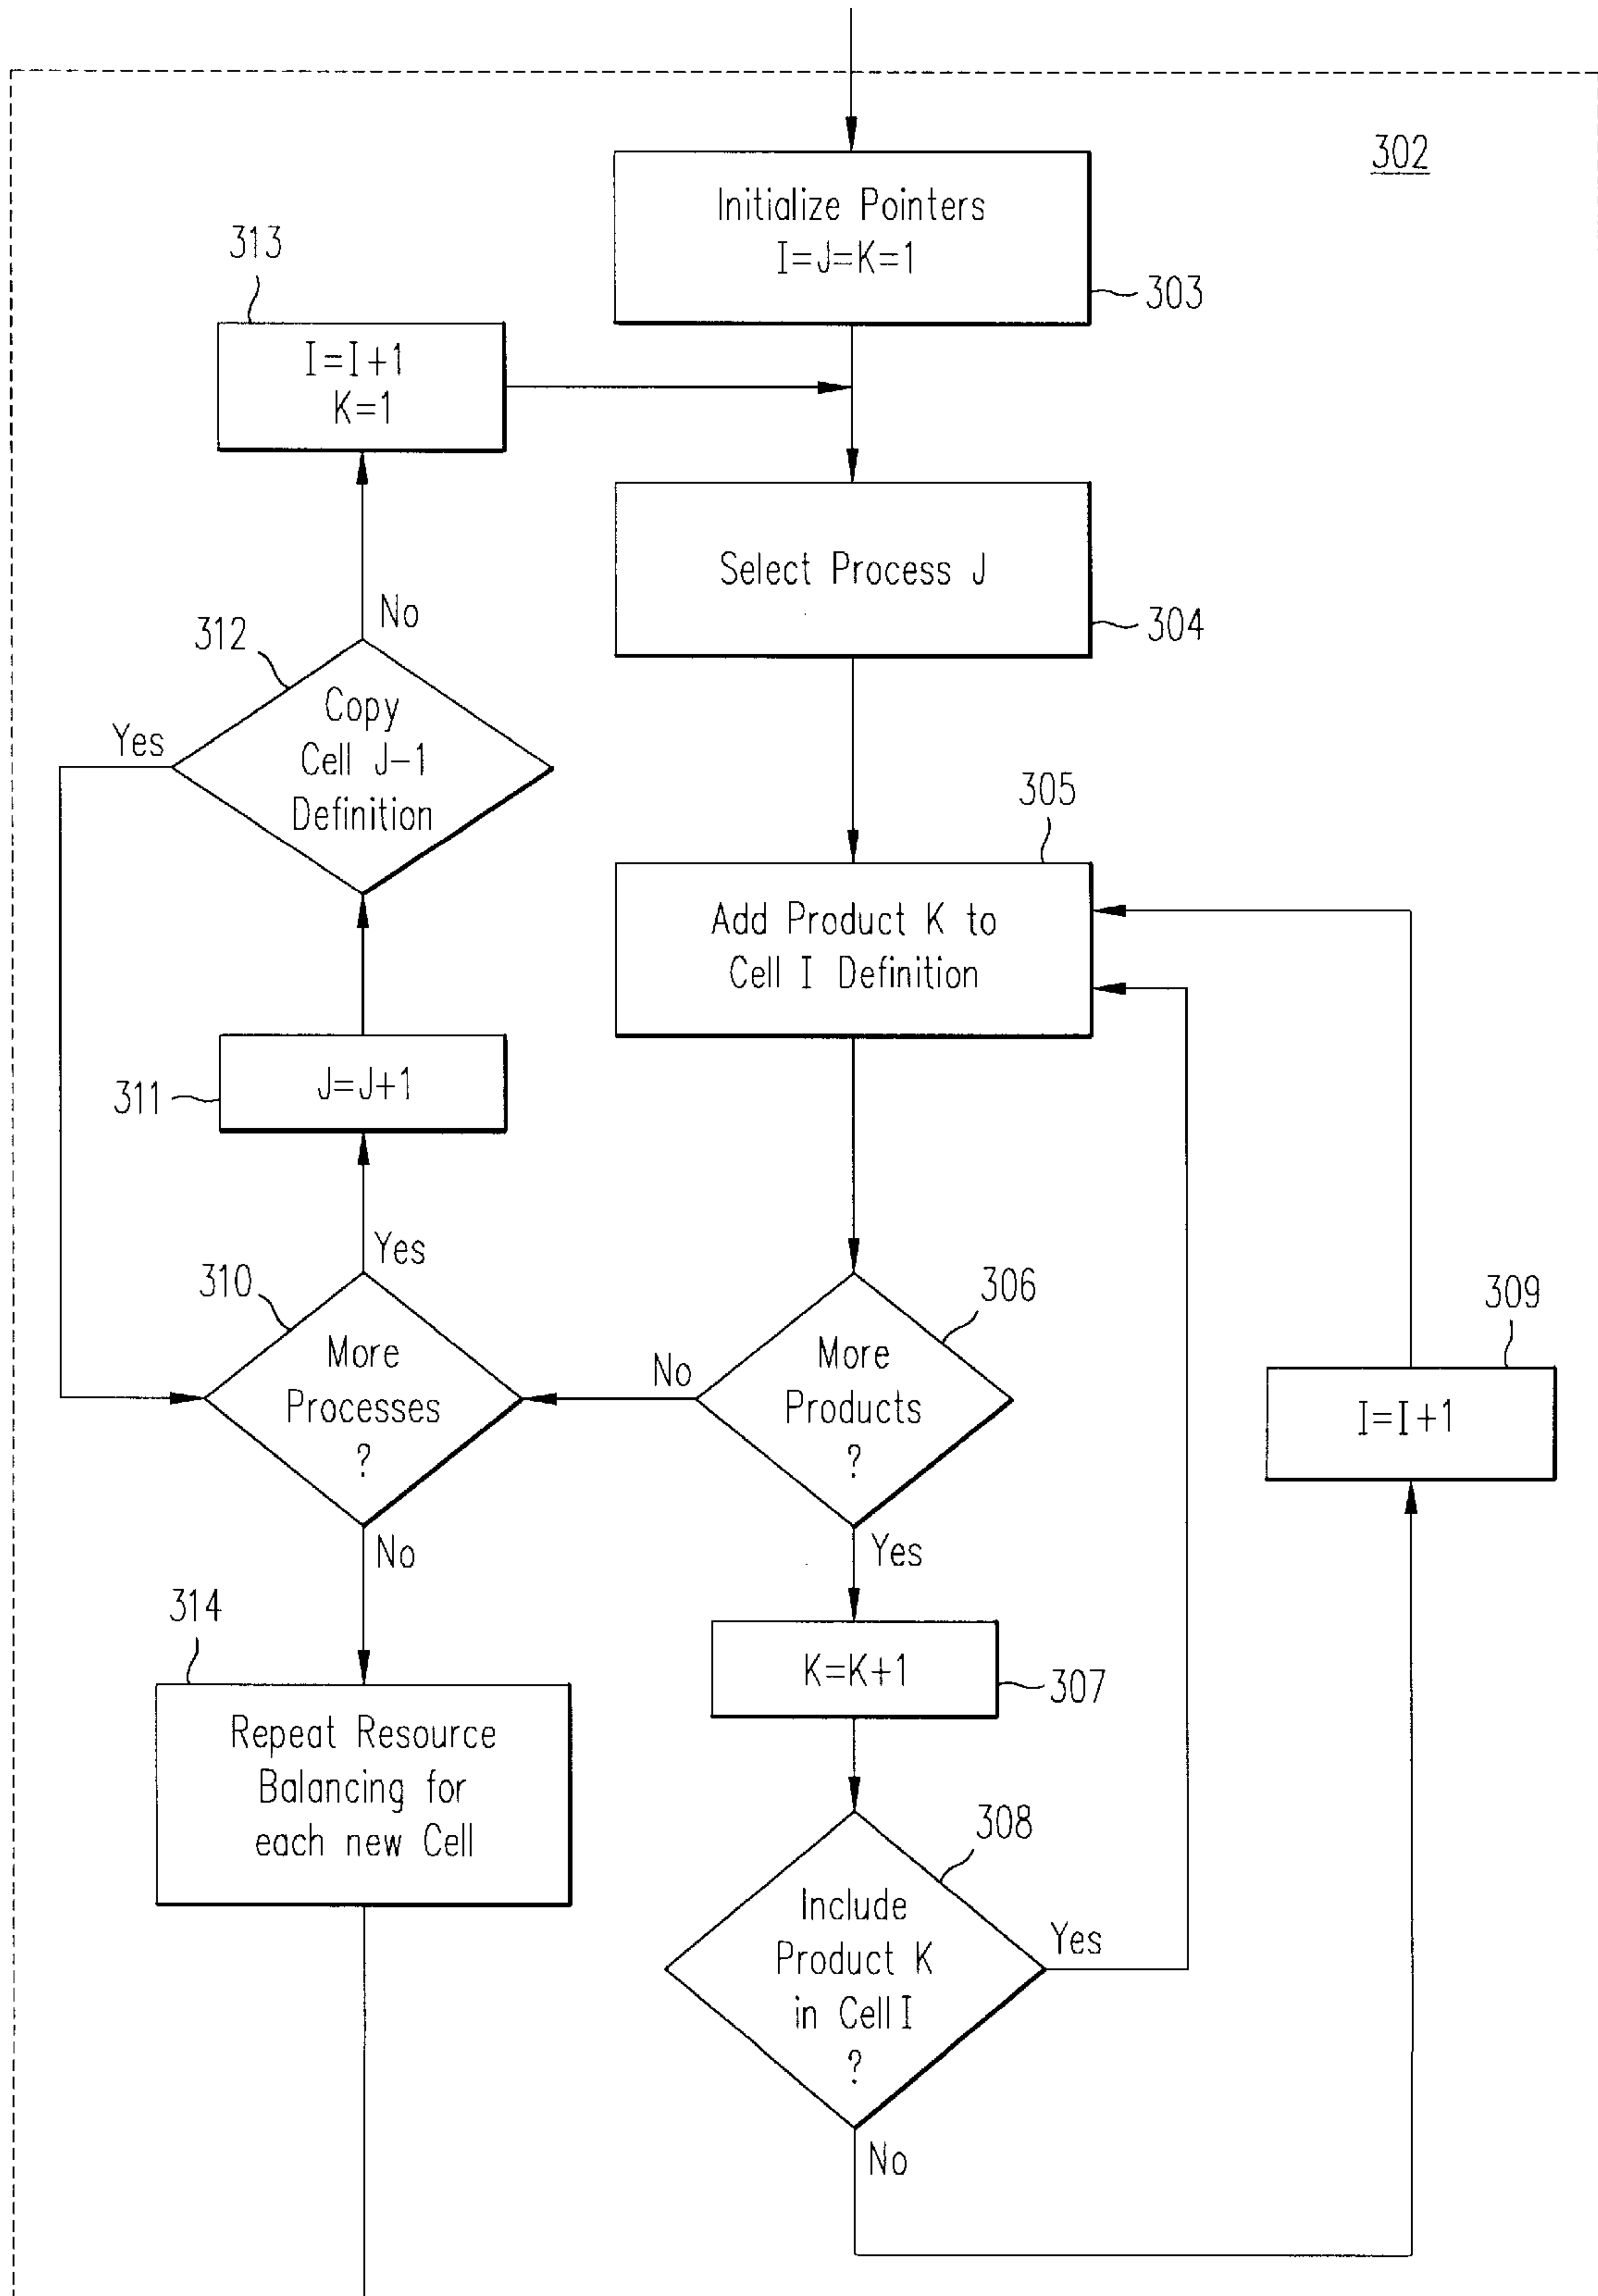 302
Initialize Pointers
I=J=K=1
303
313
I=I+1
K=1
Select Process J
304
No
312
Copy
Cell J-1
Definition
Yes
305
Add Product K to
Cell I Definition
J=J+1
311
Yes
310
More
Processes
?
No
306
More
Products
?
No
Yes
309
I=I+1
314
Repeat Resource
Balancing for
each new Cell
K=K+1
307
308
Include
Product K
in Cell I
?
Yes
No